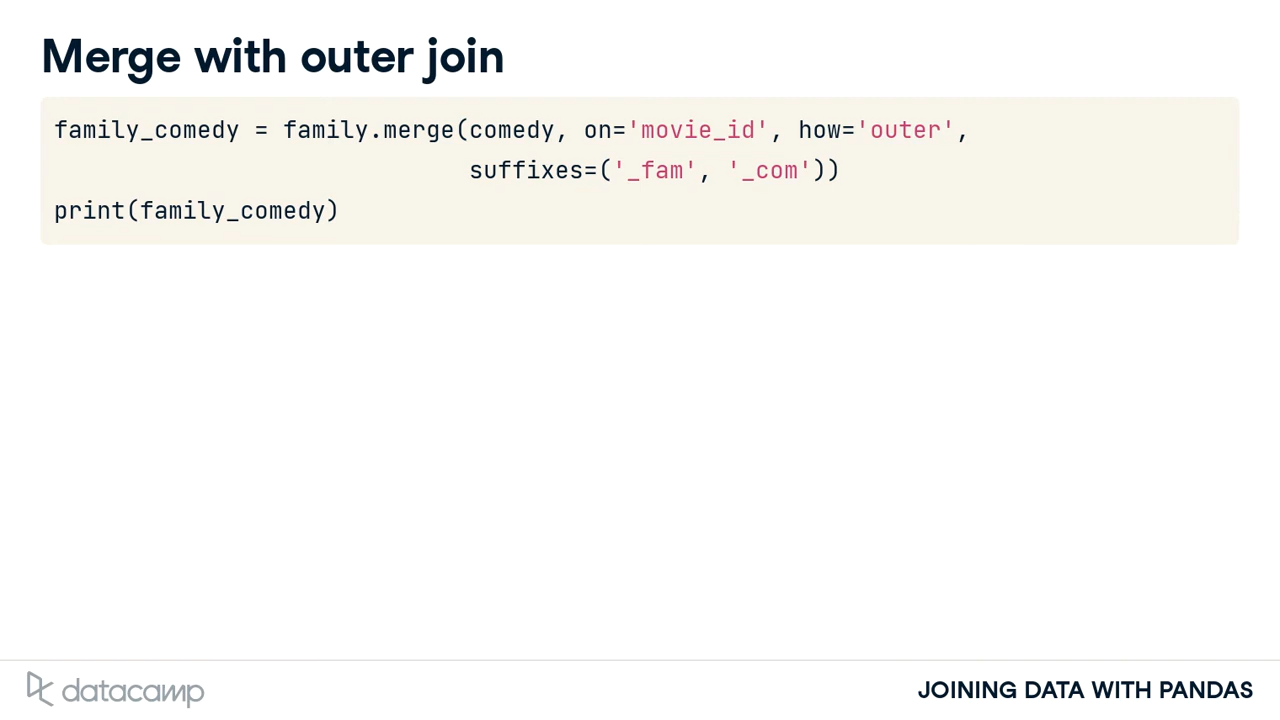 Merge with outer join
family_comedy = family.merge(comedy, on='movie_id', how='outer',
                             suffixes=('_fam', '_com'))
print(family_comedy)
datacamp
JOINING DATA WITH PANDAS